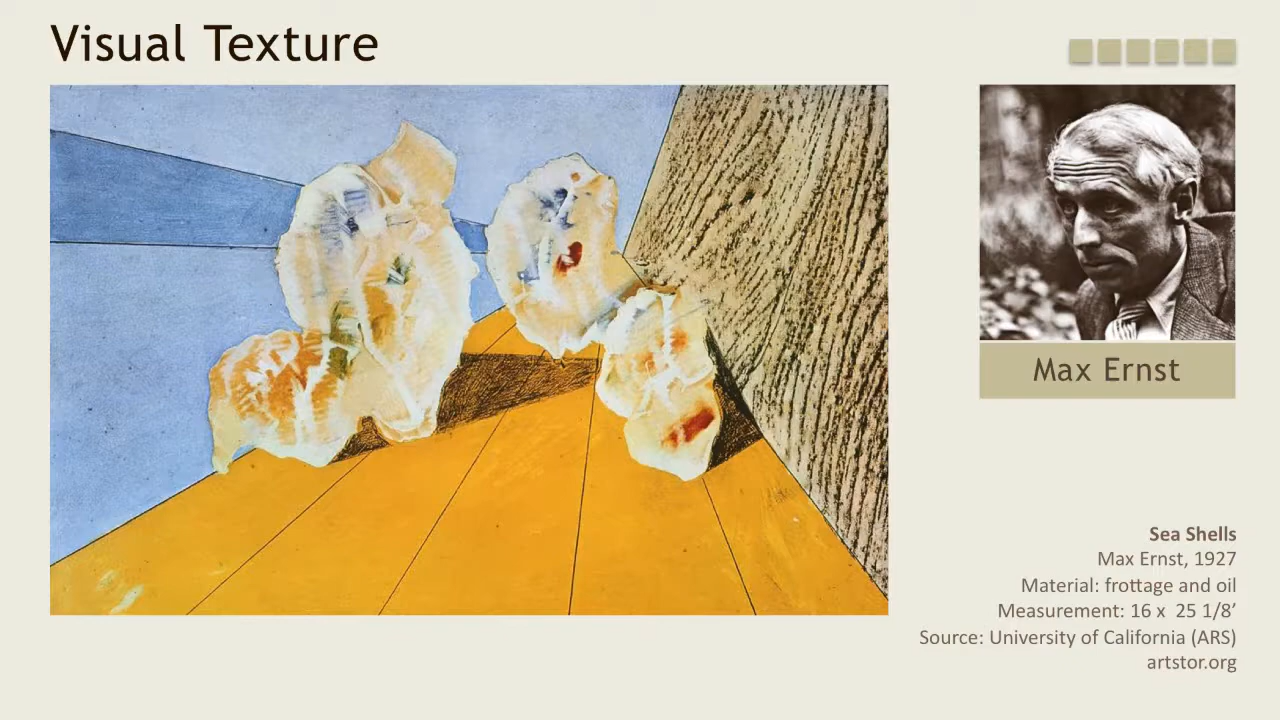 Visual Texture
Max Ernst
Sea Shells
Max Ernst, 1927
Material: frottage and oil
Measurement: 16 x  25 1/8’
Source: University of California (ARS)
artstor.org